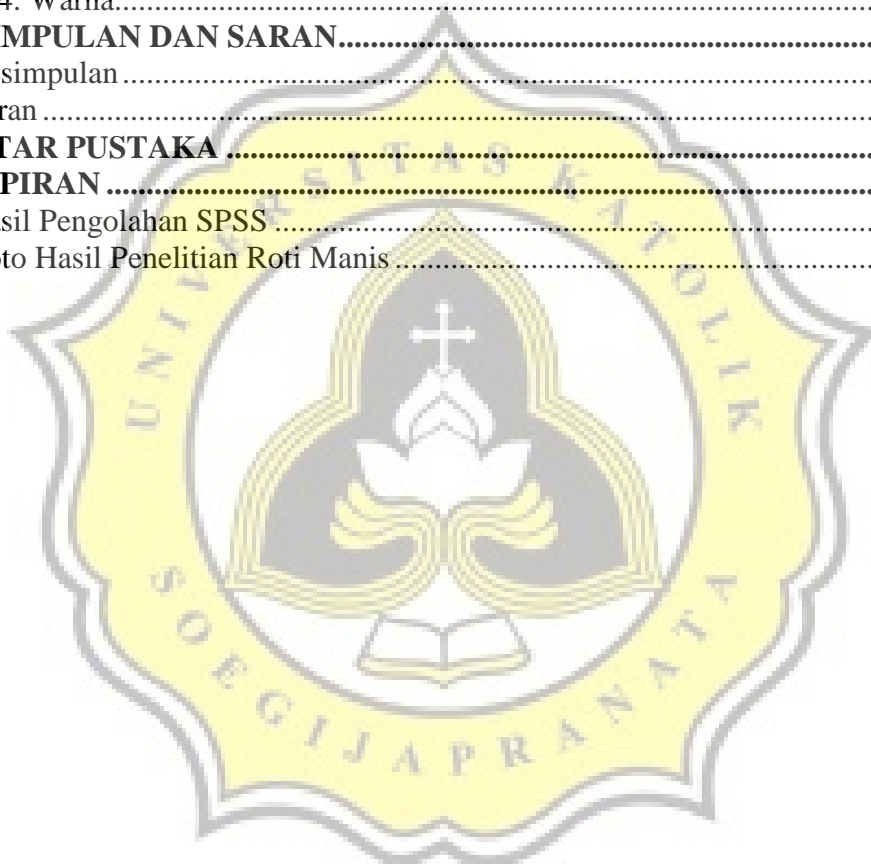 4. Warna........................................................................................................
IMPULAN DAN SARAN................................................................
simpulan................................................................................................
ran................................................................................................................
TAR PUSTAKA................................................................................
PIRAN................................................................................................
sil Pengolahan SPSS................................................................................
to Hasil Penelitian Roti Manis................................................................
UNIVERSITAS KATOLIK
SOEGIJAPRANATA